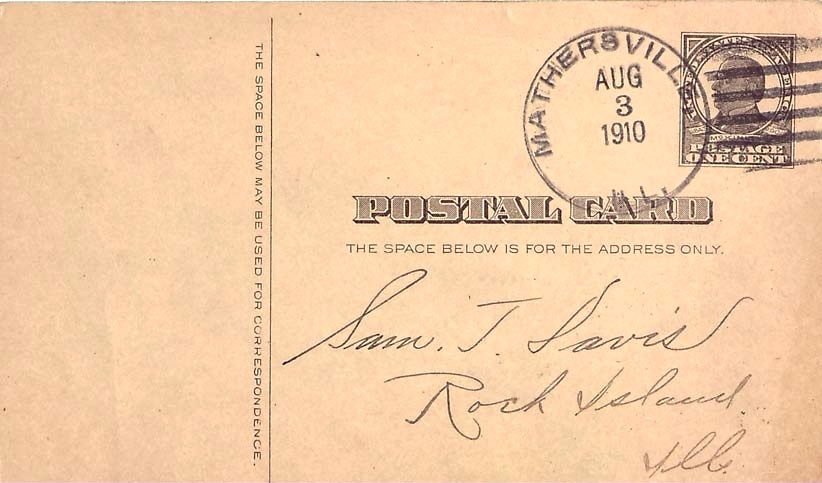 THE SPACE BELOW MAY BE USED FOR CORRESPONDENCE.
MATHERSVILLE
AUG
3
1910
ILL.
POSTAGE
ONE CENT
POSTAL CARD
THE SPACE BELOW IS FOR THE ADDRESS ONLY.
Sam. T. Davis
Rock Island.
Ills.